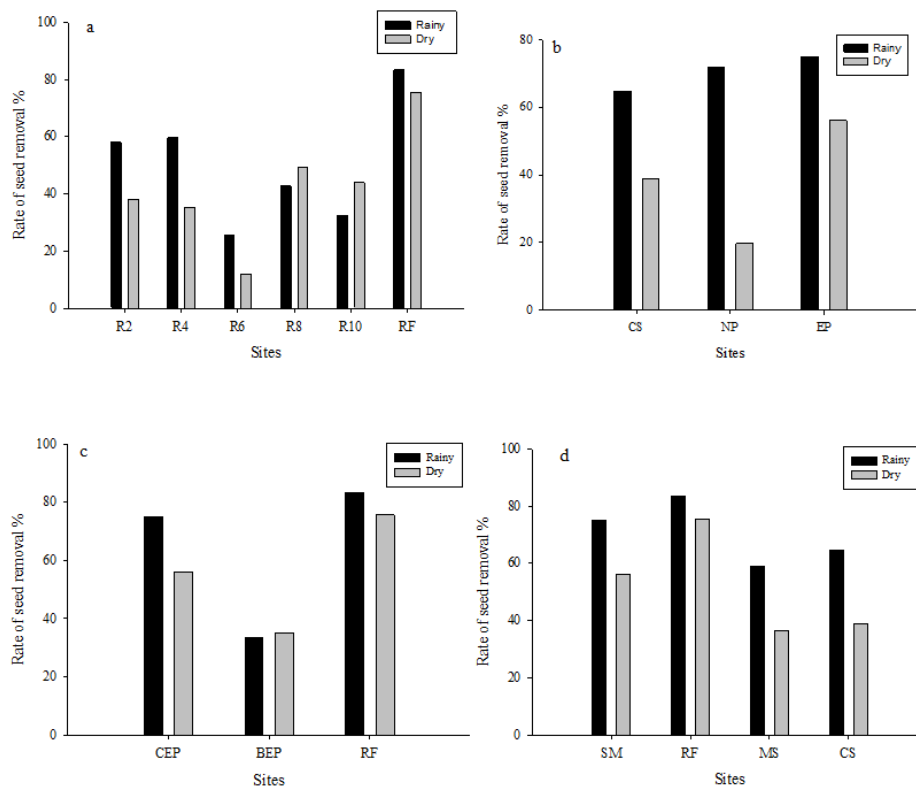 a
Rainy
Dry
Rate of seed removal %
100
80
60
40
20
0
R2 R4 R6 R8 R10 RF
Sites
b
Rainy
Dry
Rate of seed removal %
80
60
40
20
0
CS NP EP
Sites
c
Rainy
Dry
Rate of seed removal %
100
80
60
40
20
0
CEP BEP RF
Sites
d
Rainy
Dry
Rate of seed removal %
100
80
60
40
20
0
SM RF MS CS
Sites